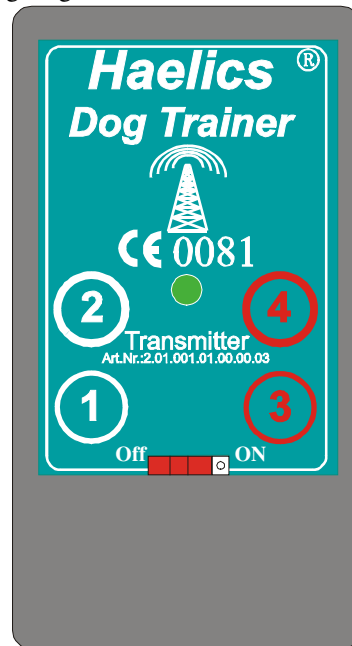 Haelics ®
Dog Trainer
CE 0081
2 4
Transmitter
Art.Nr.:2.01.001.01.00.00.03
1 3
Off ON